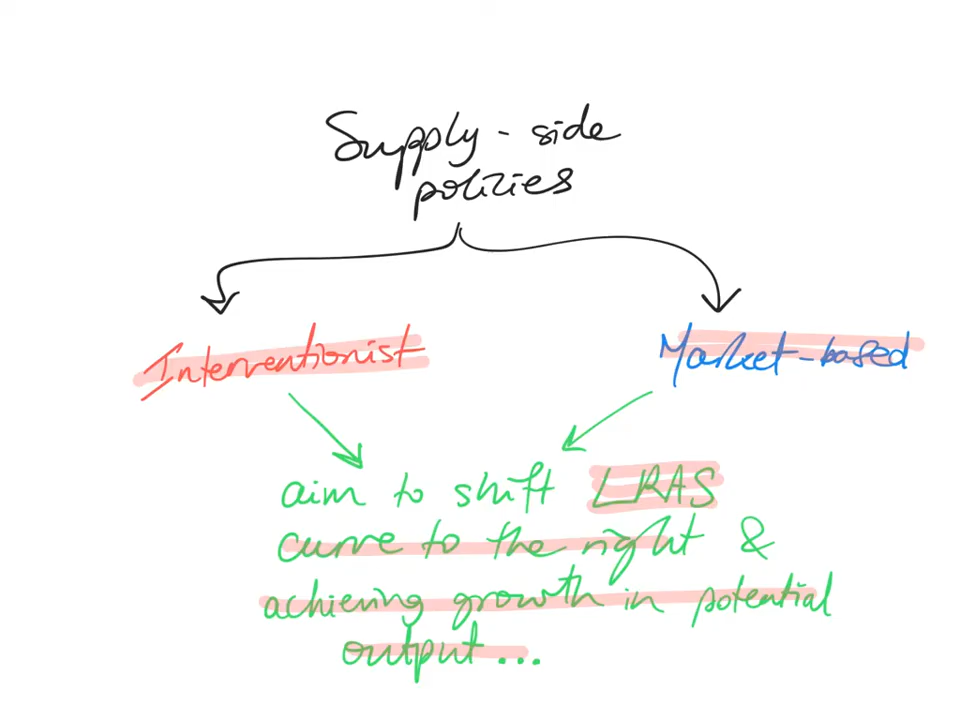 Supply-side
policies
Interventionist
Market-based
aim to shift LRAS
curve to the right &
achieving growth in potential
output...